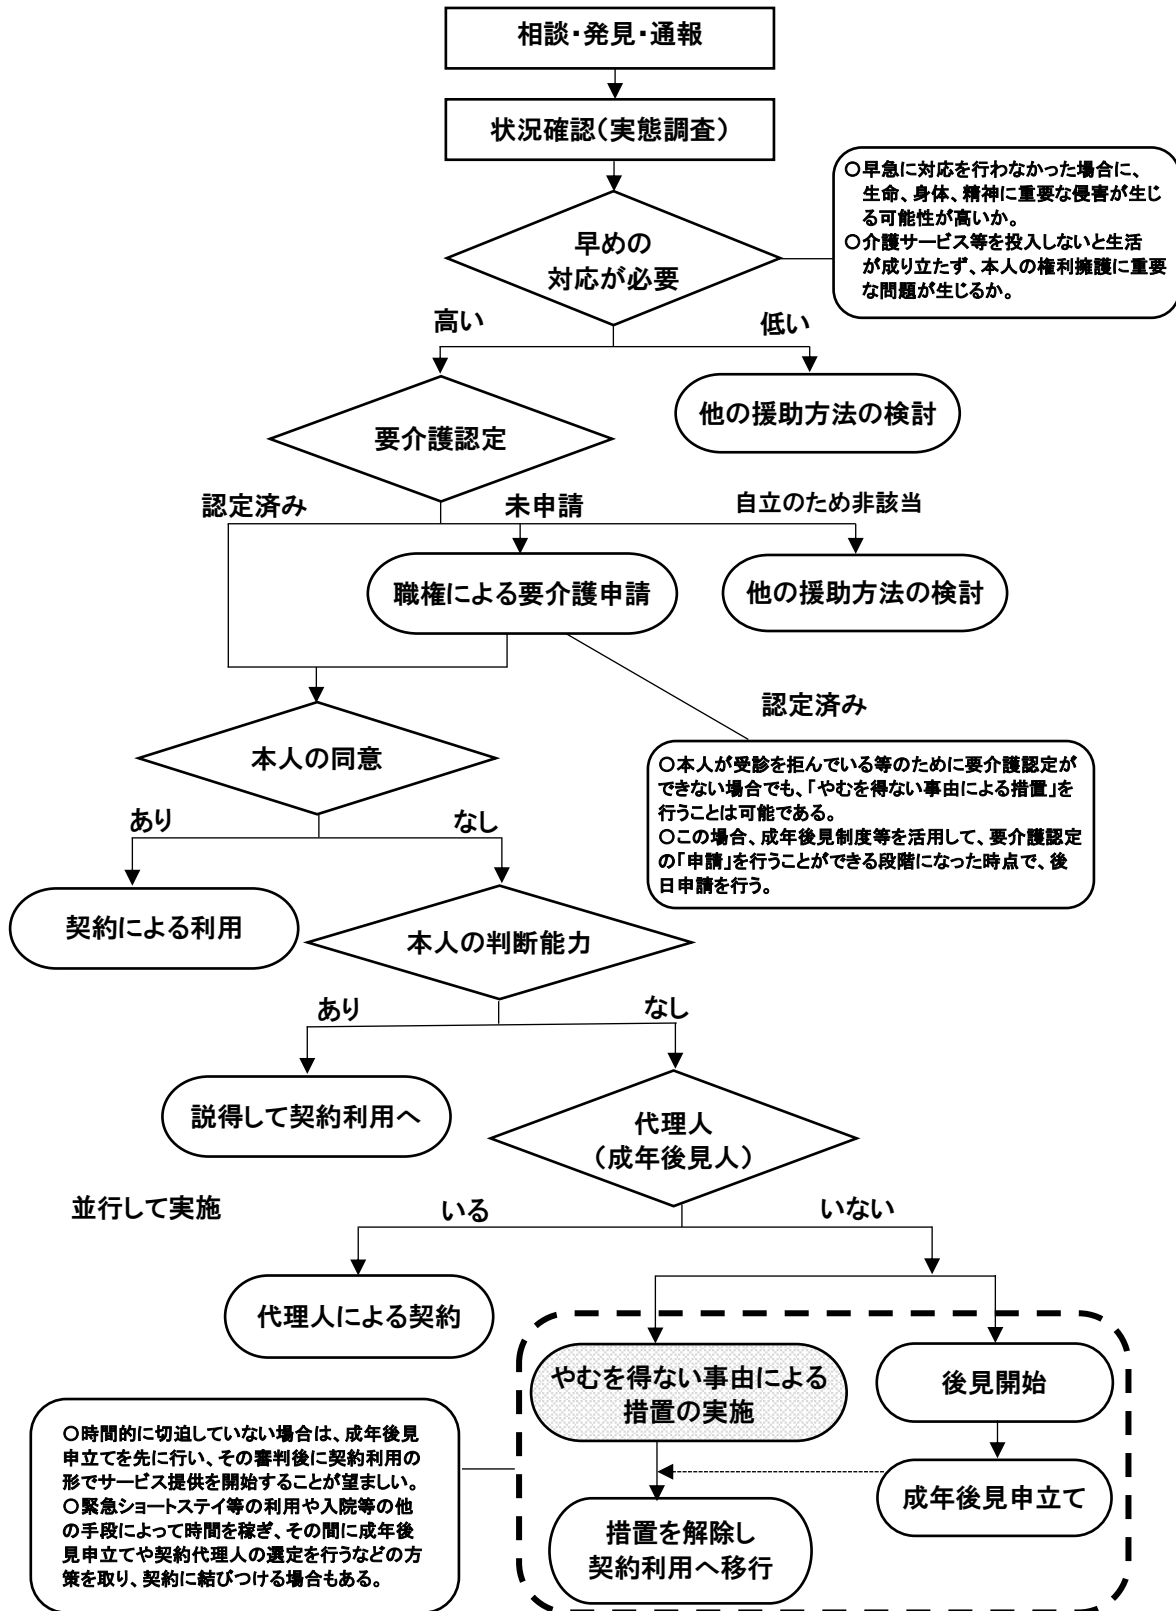 相談・発見・通報
状況確認（実態調査）
○早急に対応を行わなかった場合に、
生命、身体、精神に重要な侵害が生じ
る可能性が高いか。
○介護サービス等を投入しないと生活
が成り立たず、本人の権利擁護に重要
な問題が生じるか。
早めの
対応が必要
高い
低い
他の援助方法の検討
要介護認定
認定済み
未申請
自立のため非該当
職権による要介護申請
他の援助方法の検討
認定済み
本人の同意
○本人が受診を拒んでいる等のために要介護認定が
できない場合でも、「やむを得ない事由による措置」を
行うことは可能である。
○この場合、成年後見制度等を活用して、要介護認定
の「申請」を行うことができる段階になった時点で、後
日申請を行う。
あり
なし
契約による利用
本人の判断能力
あり
なし
説得して契約利用へ
代理人
（成年後見人）
並行して実施
いる
いない
代理人による契約
やむを得ない事由による
措置の実施
後見開始
○時間的に切迫していない場合は、成年後見
申立てを先に行い、その審判後に契約利用の
形でサービス提供を開始することが望ましい。
○緊急ショートステイ等の利用や入院等の他
の手段によって時間を稼ぎ、その間に成年後
見申立てや契約代理人の選定を行うなどの方
策を取り、契約に結びつける場合もある。
成年後見申立て
措置を解除し
契約利用へ移行